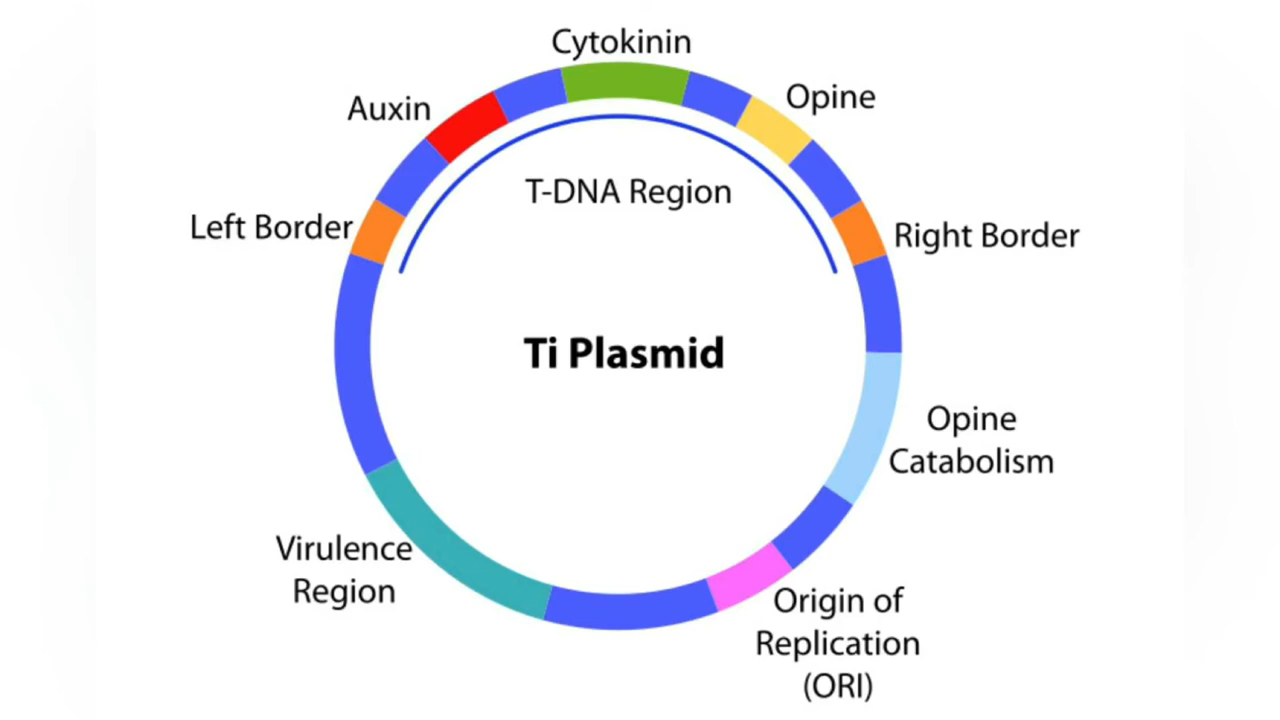 Cytokinin
Auxin
Opine
T-DNA Region
Left Border
Right Border
Ti Plasmid
Opine
Catabolism
Virulence
Region
Origin of
Replication
(ORI)